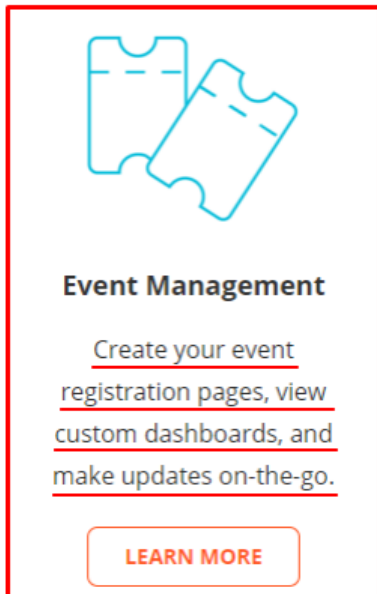 Event Management
Create your event
registration pages, view
custom dashboards, and
make updates on-the-go.
LEARN MORE